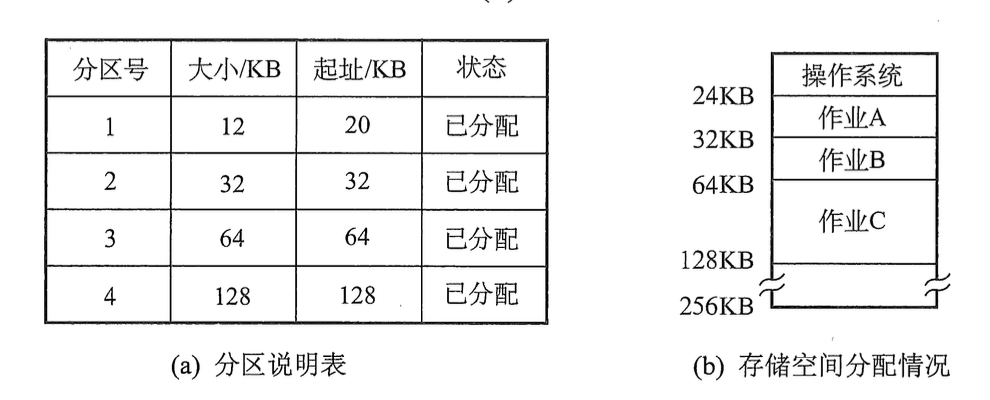 分区号 大小/KB 起址/KB 状态
1 12 20 已分配
2 32 32 已分配
3 64 64 已分配
4 128 128 已分配
(a) 分区说明表
操作系统
24KB
作业A
32KB
作业B
64KB
作业C
128KB
256KB
(b) 存储空间分配情况